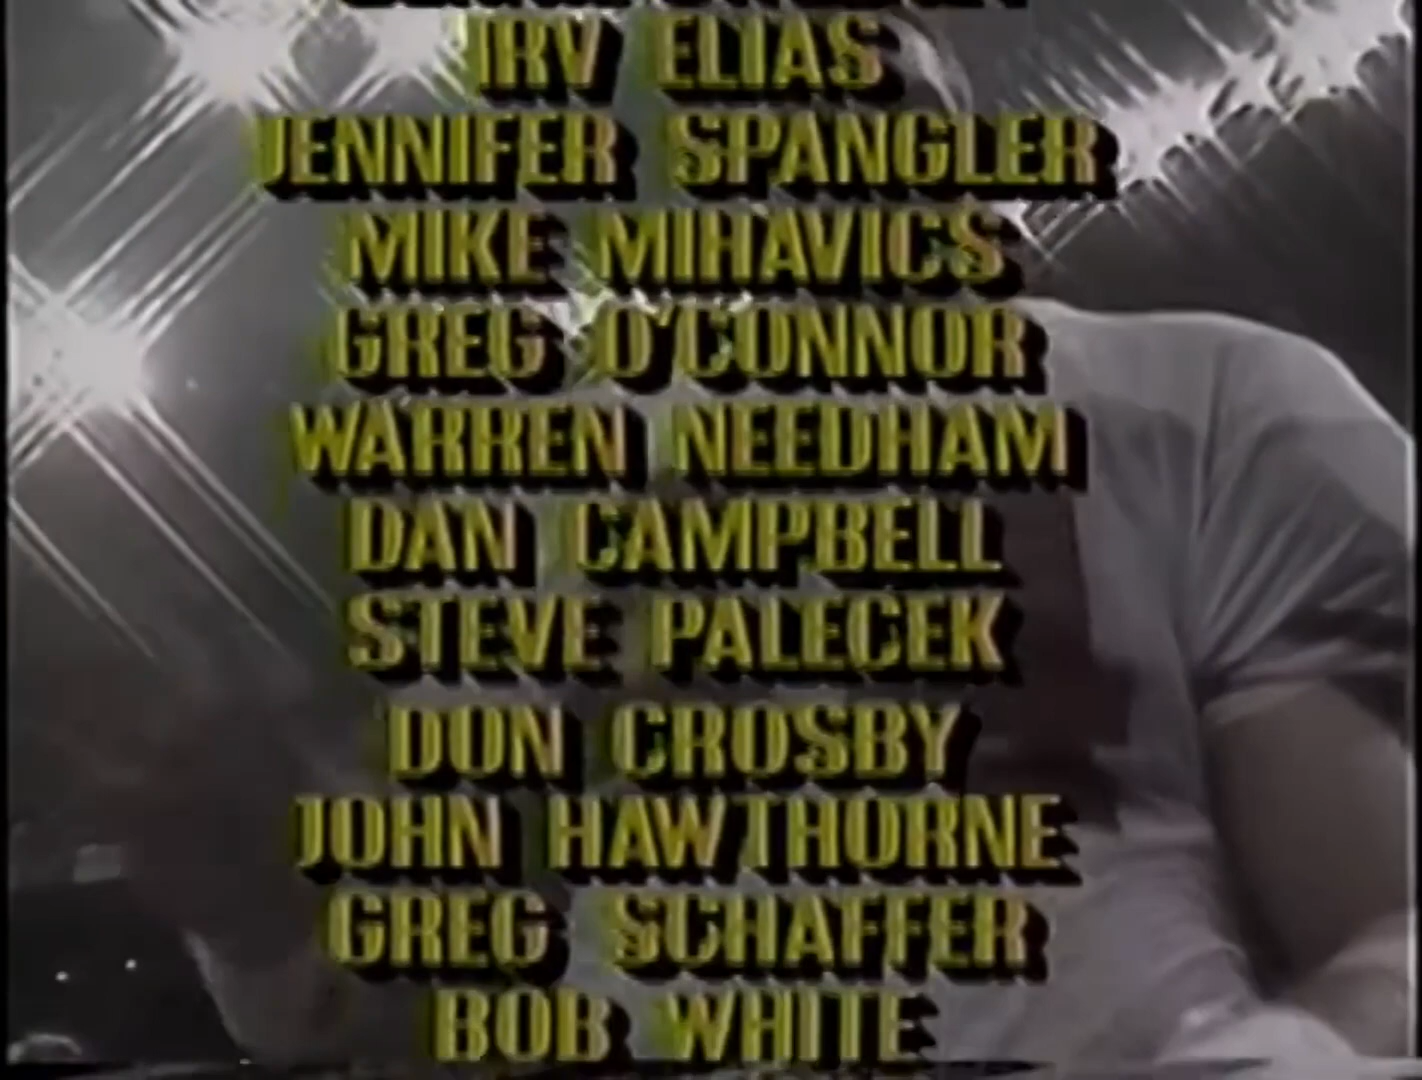 IRV ELIAS
JENNIFER SPANGLER
MIKE MIHAVICS
GREG O'CONNOR
WARREN NEEDHAM
DAN CAMPBELL
STEVE PALECEK
DON CROSBY
JOHN HAWTHORNE
GREG SCHAFFER
BOB WHITE